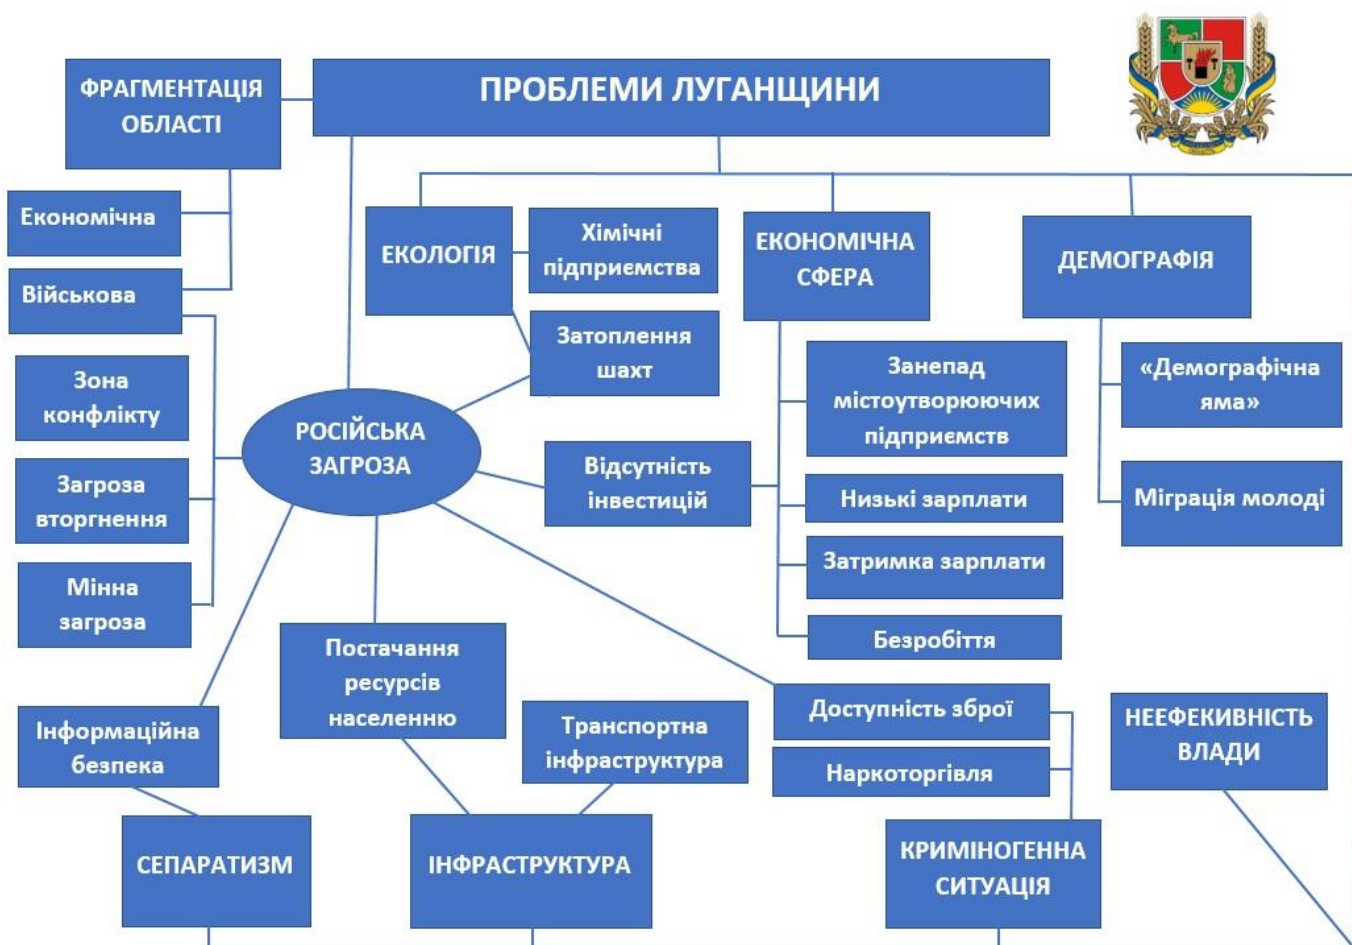 ПРОБЛЕМИ ЛУГАНЩИНИ
ФРАГМЕНТАЦІЯ
ОБЛАСТІ
Економічна
Військова
Зона
конфлікту
Загроза
вторгнення
Мінна
загроза
РОСІЙСЬКА
ЗАГРОЗА
ЕКОЛОГІЯ
Хімічні
підприємства
Затоплення
шахт
ЕКОНОМІЧНА
СФЕРА
Занепад
містоутворюючих
підприємств
Відсутність
інвестицій
Низькі зарплати
Затримка зарплати
Безробіття
ДЕМОГРАФІЯ
«Демографічна
яма»
Міграція молоді
Інформаційна
безпека
СЕПАРАТИЗМ
Постачання
ресурсів
населенню
Транспортна
інфраструктура
ІНФРАСТРУКТУРА
Доступність зброї
Наркоторгівля
КРИМІНОГЕННА
СИТУАЦІЯ
НЕЕФЕКИВНІСТЬ
ВЛАДИ